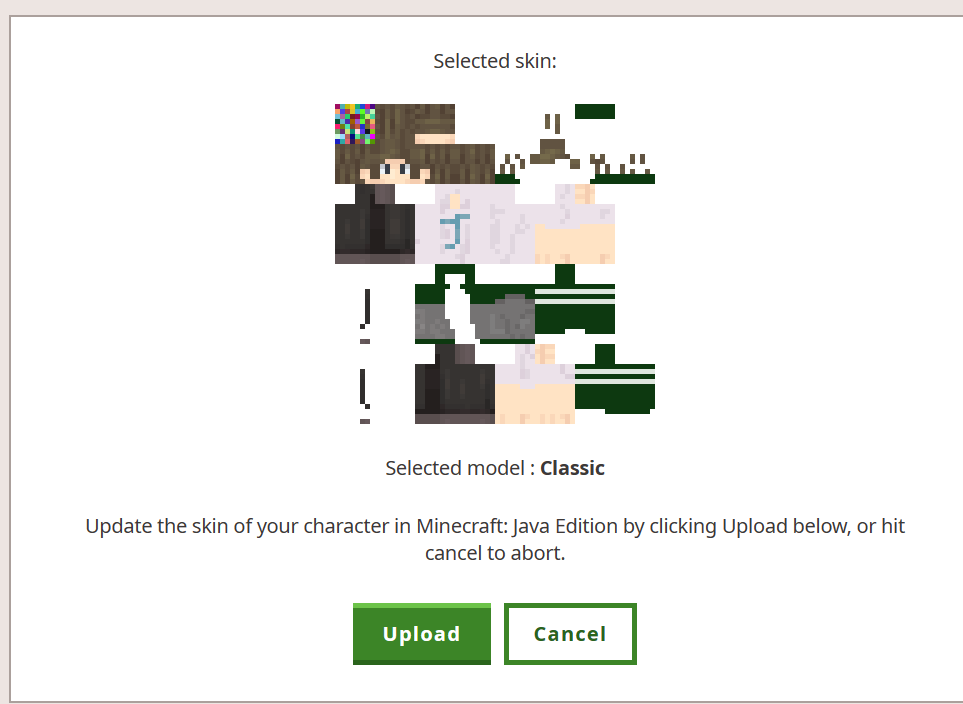 Selected skin:
Selected model : Classic
Update the skin of your character in Minecraft: Java Edition by clicking Upload below, or hit
cancel to abort.
Upload
Cancel